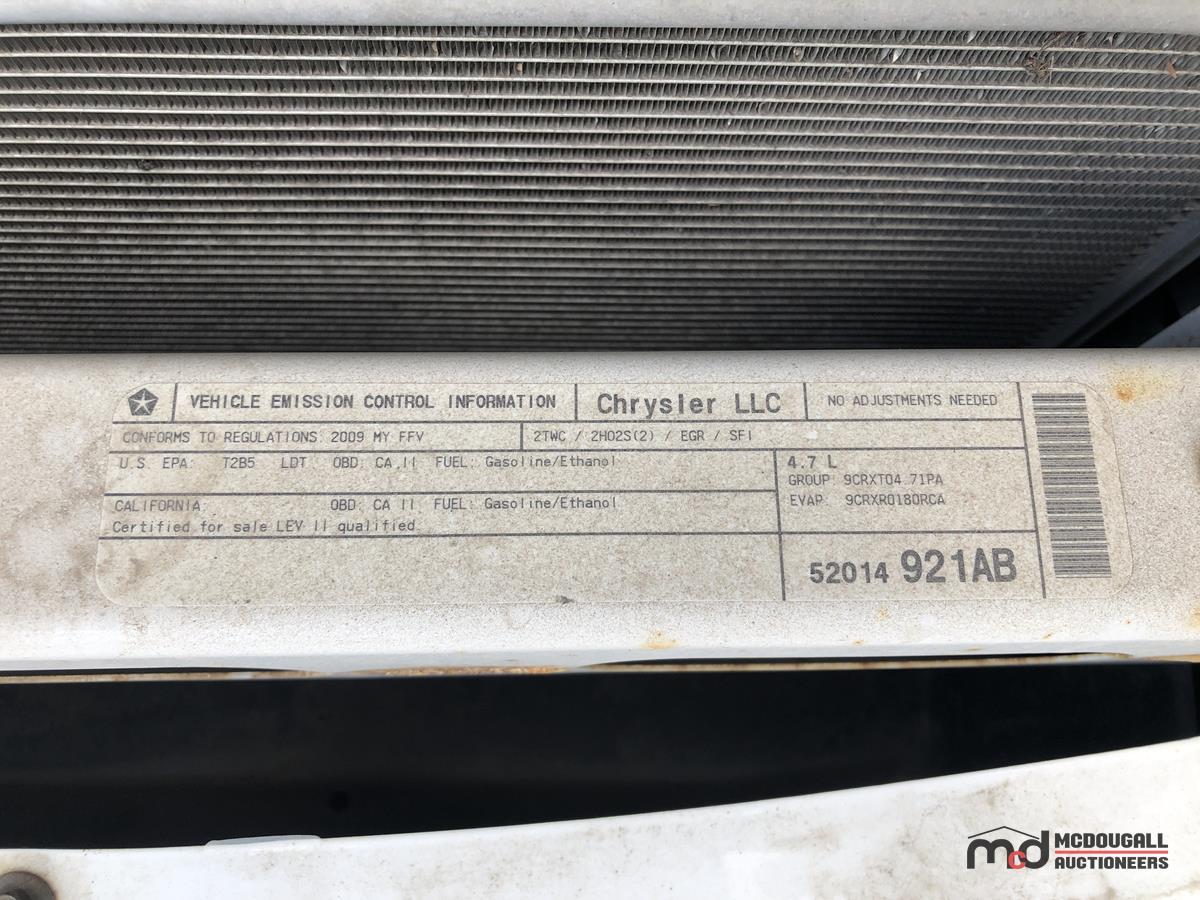 VEHICLE EMISSION CONTROL INFORMATION Chrysler LLC NO ADJUSTMENTS NEEDED
CONFORMS TO REGULATIONS: 2009 MY FFV 2TWC / 2HO2S(2) / EGR / SFI
U.S. EPA: T2B5 LDT OBD: CA II FUEL: Gasoline/Ethanol
4.7 L
GROUP: 9CRXT04.71PA
EVAP: 9CRXR0180RCA
CALIFORNIA: OBD: CA II FUEL: Gasoline/Ethanol
Certified for sale LEV II qualified
52014 921AB
mcd MCDOUGALL
AUCTIONEERS